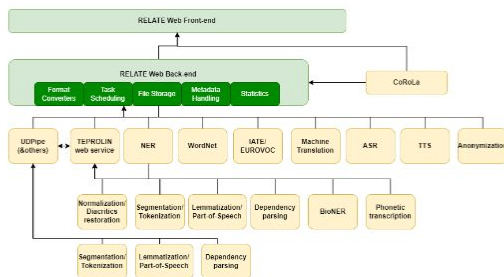 RELATE Web Front-end
RELATE Web Back-end
Format
Converters
Task
Scheduling
File Storage
Metadata
Handling
Statistics
CoRoLa
UDPipe
(&others)
TEPROLIN
web service
NER
WordNet
IATE/
EUROVOC
Machine
Translation
ASR
TTS
Anonymization
Normalization/
Diacritics
restoration
Segmentation/
Tokenization
Lemmatization/
Part-of-Speech
Dependency
parsing
BioNER
Phonetic
transcription
Segmentation/
Tokenization
Lemmatization/
Part-of-Speech
Dependency
parsing